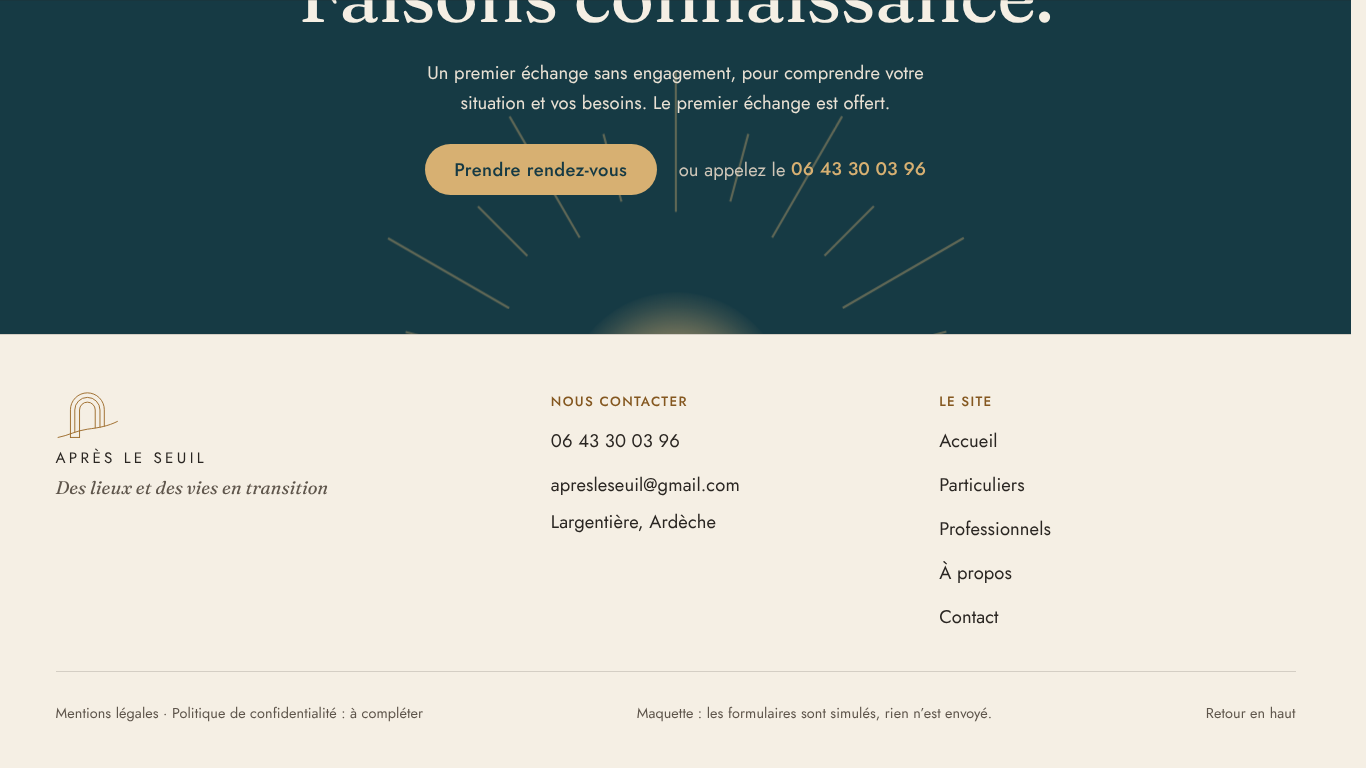 Faisons connaissance.
Un premier échange sans engagement, pour comprendre votre
situation et vos besoins. Le premier échange est offert.
Prendre rendez-vous
ou appelez le 06 43 30 03 96
APRÈS LE SEUIL
Des lieux et des vies en transition
NOUS CONTACTER
06 43 30 03 96
apresleseuil@gmail.com
Largentière, Ardèche
LE SITE
Accueil
Particuliers
Professionnels
À propos
Contact
Mentions légales · Politique de confidentialité : à compléter
Maquette : les formulaires sont simulés, rien n’est envoyé.
Retour en haut